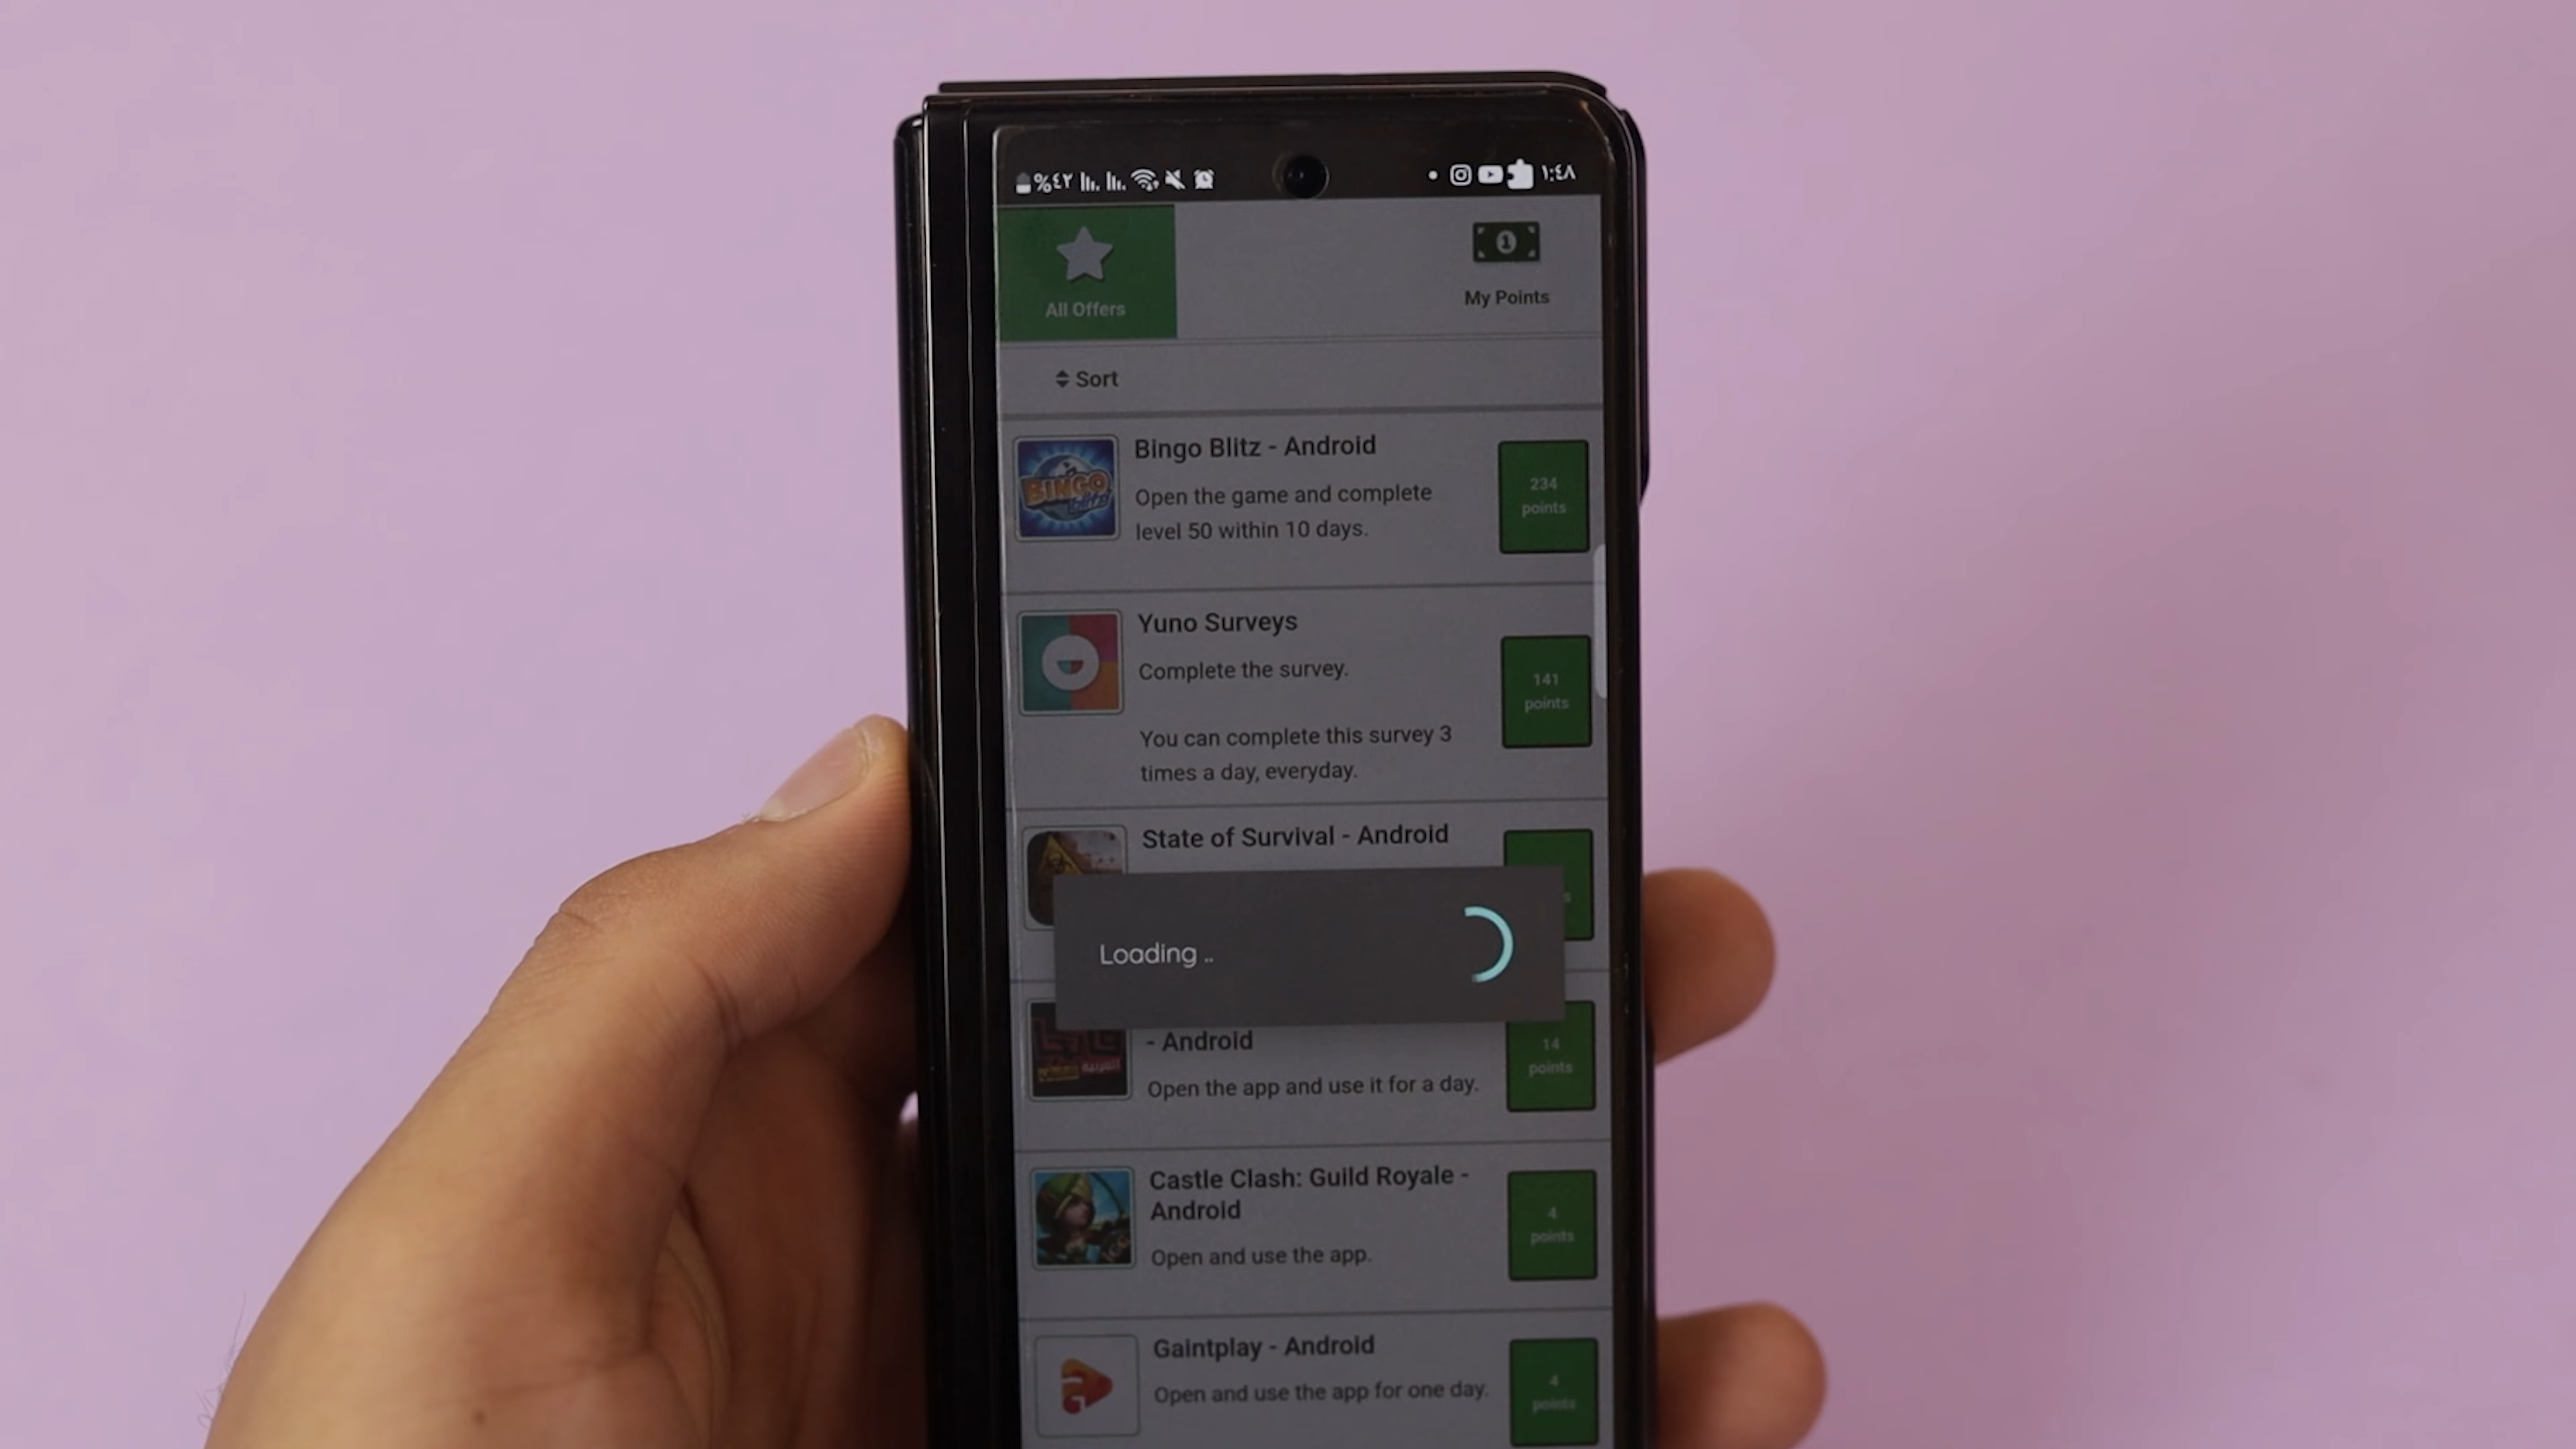 %٤٢
١:٤٨
All Offers
My Points
Sort
Bingo Blitz - Android
Open the game and complete
level 50 within 10 days.
234
points
BINGO
Blitz
Yuno Surveys
Complete the survey.
You can complete this survey 3
times a day, everyday.
141
points
State of Survival - Android
s
Loading ..
- Android
Open the app and use it for a day.
العربية
14
points
Castle Clash: Guild Royale -
Android
Open and use the app.
IGG
4
points
Gaintplay - Android
Open and use the app for one day.
4
points